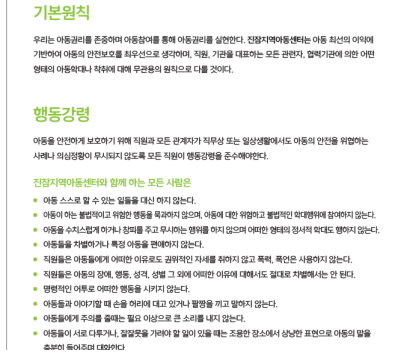 기본원칙
우리는 아동권리를 존중하며 아동참여를 통해 아동권리를 실현한다. 진잠지역아동센터는 아동 최선의 이익에
기반하여 아동의 안전보호를 최우선으로 생각하며, 직원, 기관을 대표하는 모든 관련자, 협력기관에 의한 어떤
형태의 아동학대나 착취에 대해 무관용의 원칙으로 다룰 것이다.
행동강령
아동을 안전하게 보호하기 위해 직원과 모든 관계자가 직무상 또는 일상생활에서도 아동의 안전을 위협하는
사례나 의심정황이 무시되지 않도록 모든 직원이 행동강령을 준수해야한다.
진잠지역아동센터와 함께 하는 모든 사람은
• 아동 스스로 할 수 있는 일들을 대신 하지 않는다.
• 아동이 하는 불법적이고 위험한 행동을 묵과하지 않으며, 아동에 대한 위험하고 불법적인 학대행위에 참여하지 않는다.
• 아동을 수치스럽게 하거나 창피를 주고 무시하는 행위를 하지 않으며 어떠한 형태의 정서적 학대도 행하지 않는다.
• 아동들을 차별하거나 특정 아동을 편애하지 않는다.
• 직원들은 아동들에게 어떠한 이유로도 권위적인 자세를 취하지 않고 폭력, 폭언은 사용하지 않는다.
• 직원들은 아동의 장애, 행동, 성격, 성별 그 외에 어떠한 이유에 대해서도 절대로 차별해서는 안 된다.
• 명령적인 어투로 어떠한 행동을 시키지 않는다.
• 아동들과 이야기할 때 손을 허리에 대고 있거나 팔짱을 끼고 말하지 않는다.
• 아동들에게 주의를 줄때는 필요 이상으로 큰 소리를 내지 않는다.
• 아동들이 서로 다투거나, 잘잘못을 가려야 할 일이 있을 때는 조용한 장소에서 상냥한 표현으로 아동의 말을
충분히 들어주며 대화한다.